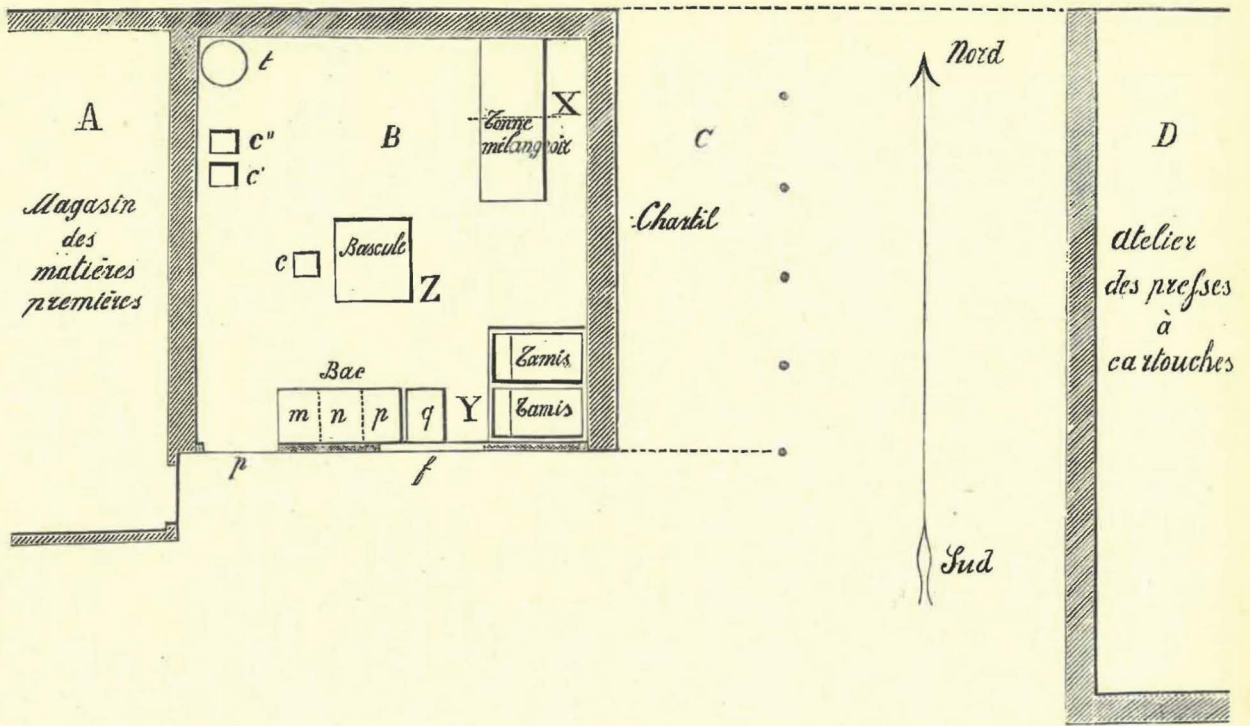 A
Magasin
des
matières
premières
t
c"
c'
B
Tonne
mélangeoir
X
c
Bascule
Z
Bac
m n p q
Y
Tamis
Tamis
p
f
C
Chartil
Nord
Sud
D
Atelier
des presses
à
cartouches